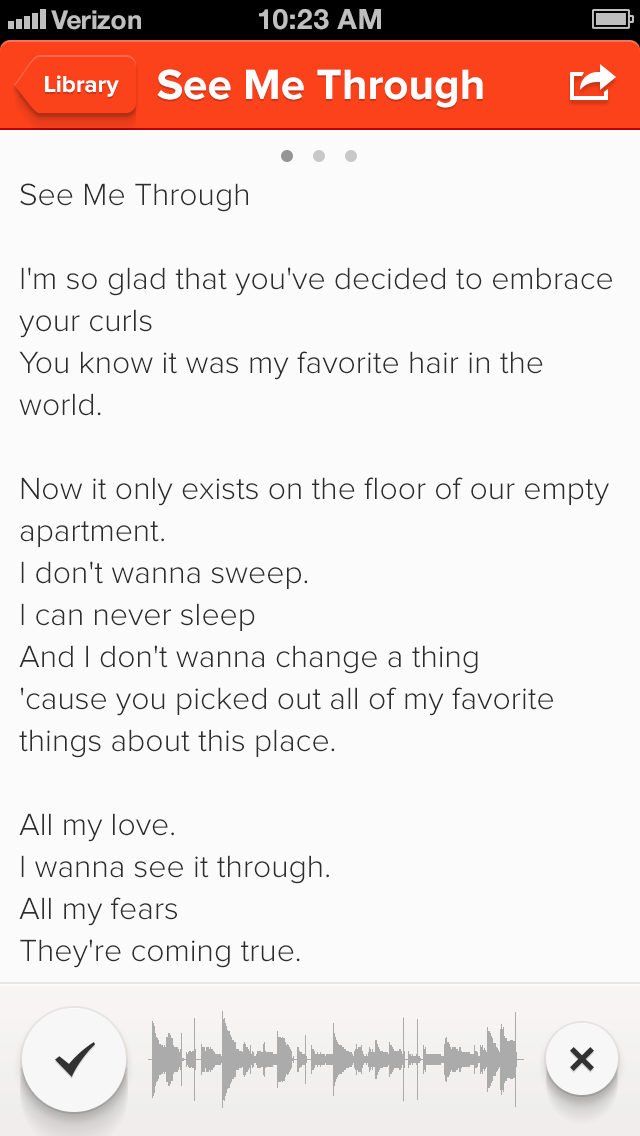 Verizon 10:23 AM
Library See Me Through
See Me Through
I'm so glad that you've decided to embrace
your curls
You know it was my favorite hair in the
world.
Now it only exists on the floor of our empty
apartment.
I don't wanna sweep.
I can never sleep
And I don't wanna change a thing
'cause you picked out all of my favorite
things about this place.
All my love.
I wanna see it through.
All my fears
They're coming true.